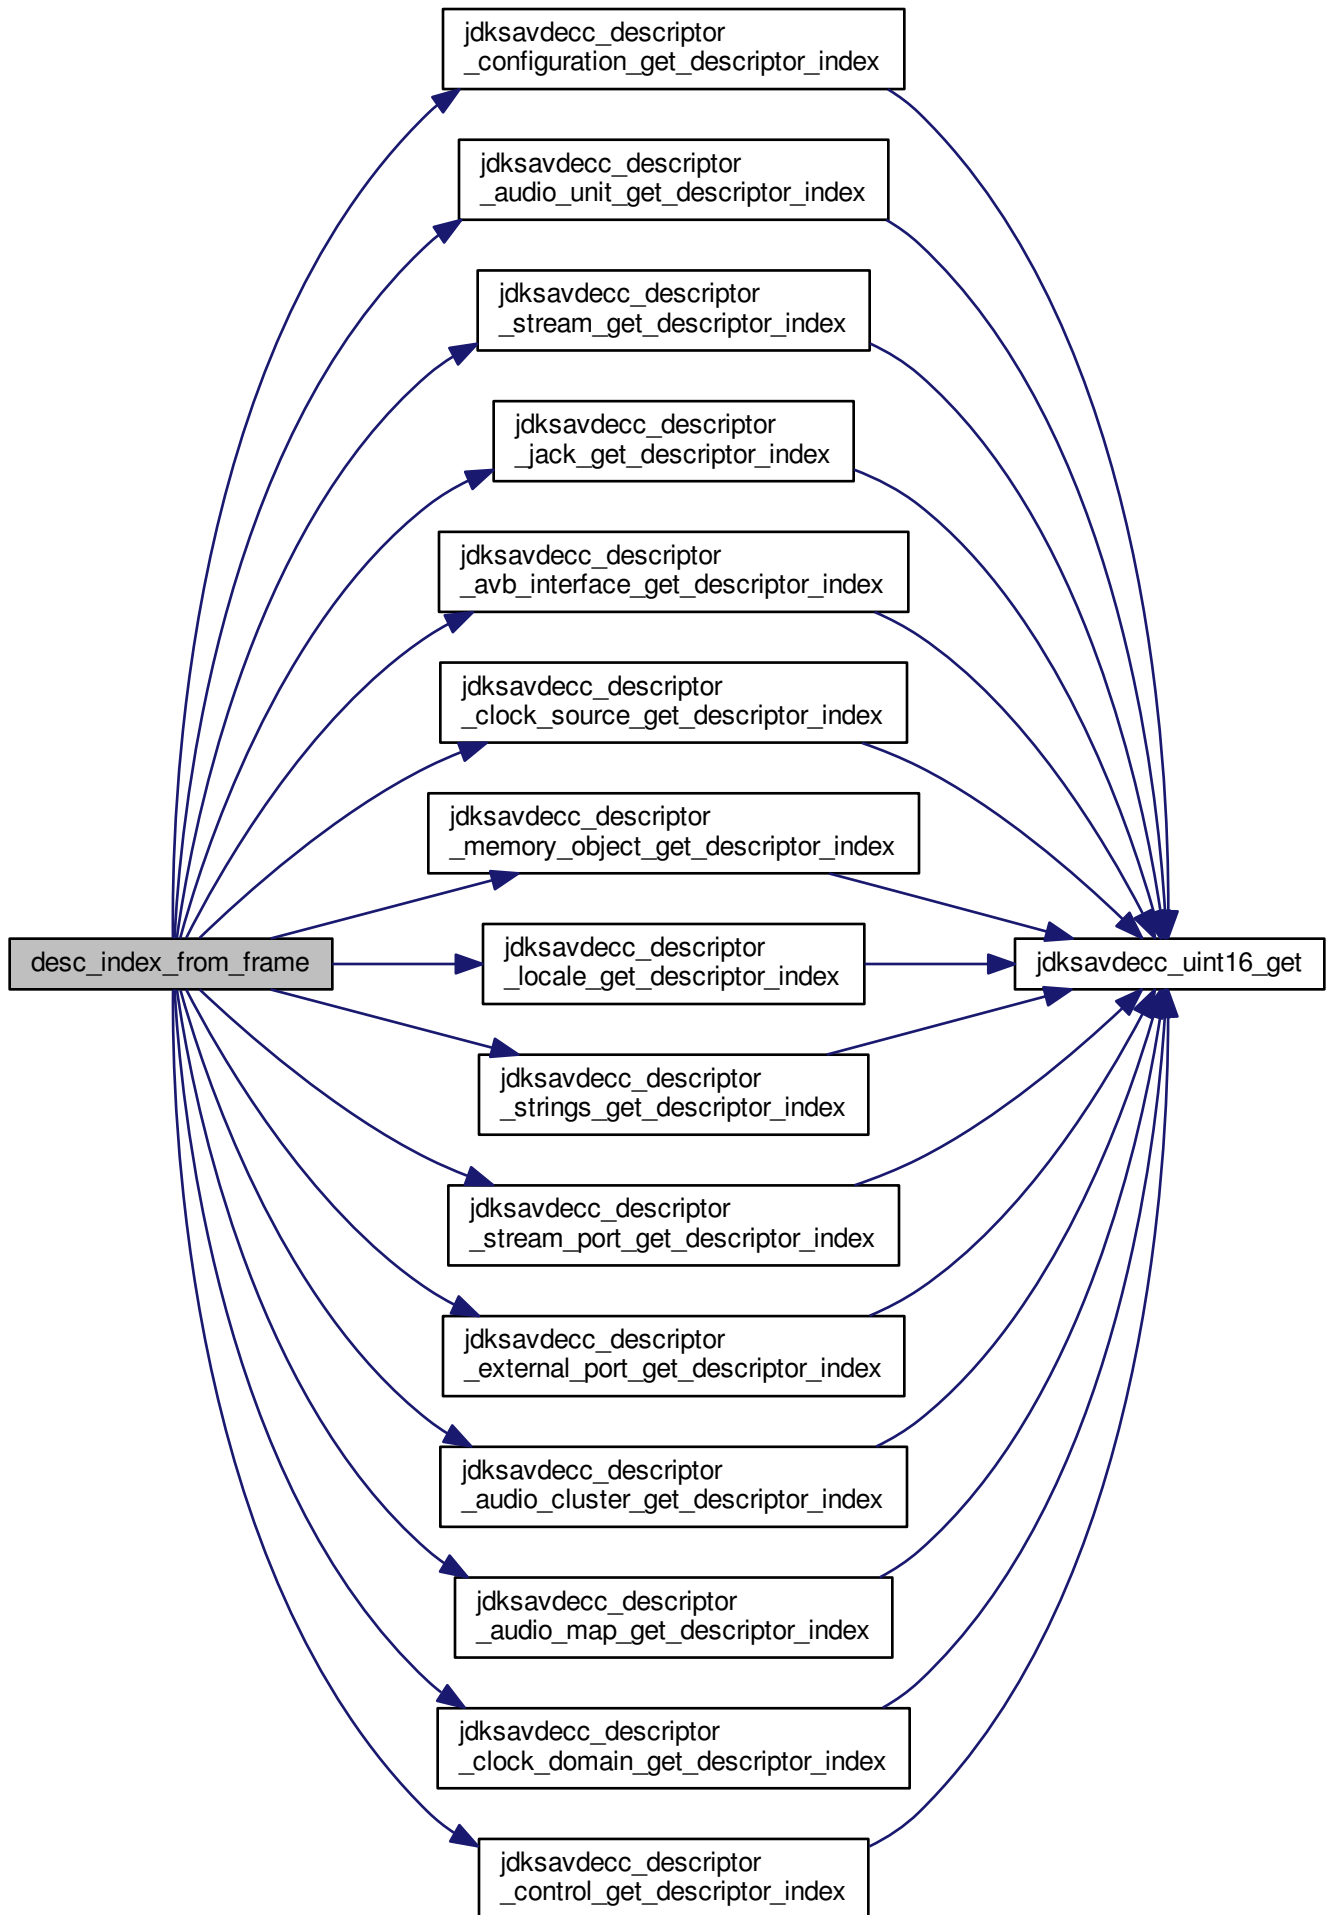 jdksavdecc_descriptor
_configuration_get_descriptor_index
jdksavdecc_descriptor
_audio_unit_get_descriptor_index
jdksavdecc_descriptor
_stream_get_descriptor_index
jdksavdecc_descriptor
_jack_get_descriptor_index
jdksavdecc_descriptor
_avb_interface_get_descriptor_index
jdksavdecc_descriptor
_clock_source_get_descriptor_index
jdksavdecc_descriptor
_memory_object_get_descriptor_index
desc_index_from_frame
jdksavdecc_descriptor
_locale_get_descriptor_index
jdksavdecc_uint16_get
jdksavdecc_descriptor
_strings_get_descriptor_index
jdksavdecc_descriptor
_stream_port_get_descriptor_index
jdksavdecc_descriptor
_external_port_get_descriptor_index
jdksavdecc_descriptor
_audio_cluster_get_descriptor_index
jdksavdecc_descriptor
_audio_map_get_descriptor_index
jdksavdecc_descriptor
_clock_domain_get_descriptor_index
jdksavdecc_descriptor
_control_get_descriptor_index